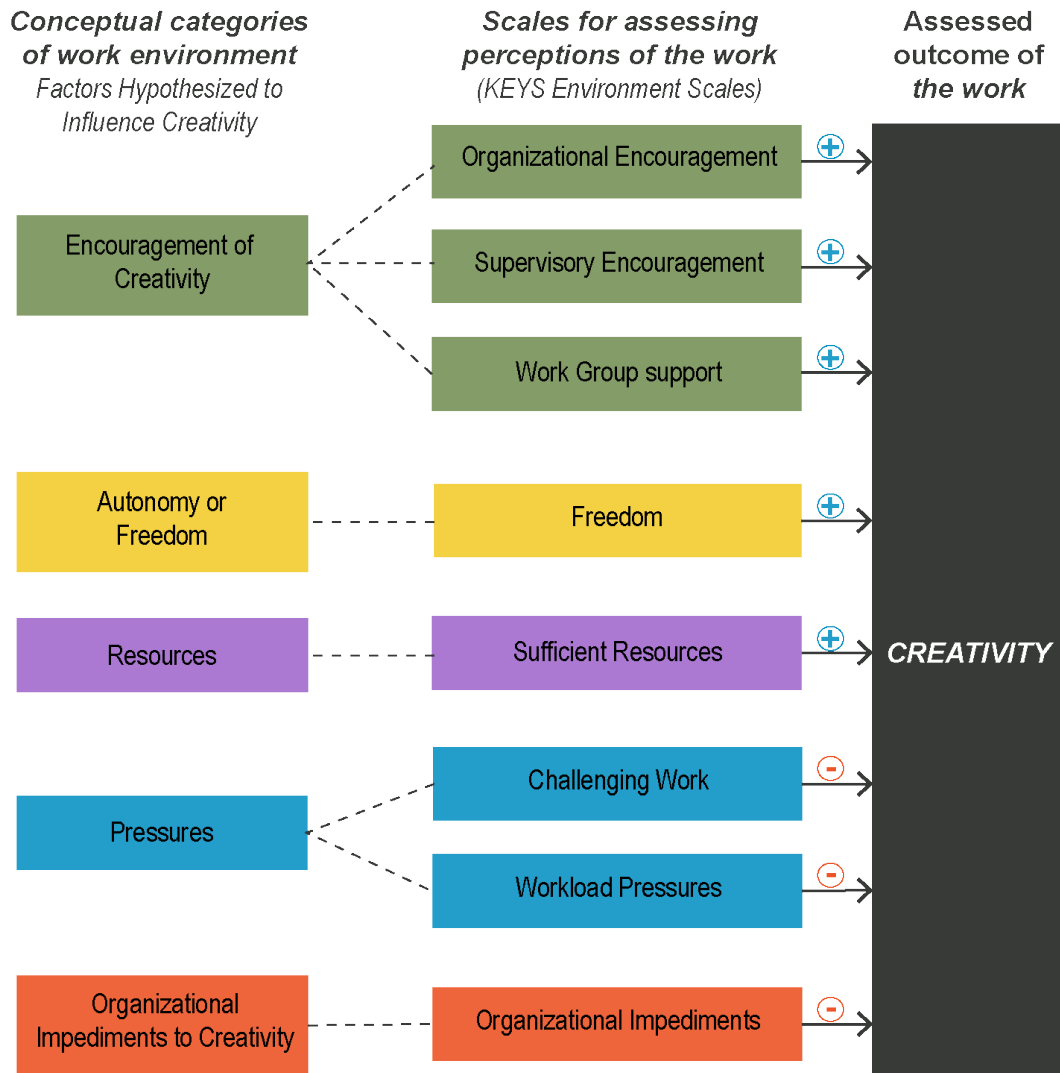 Conceptual categories
of work environment
Factors Hypothesized to
Influence Creativity
Scales for assessing
perceptions of the work
(KEYS Environment Scales)
Assessed
outcome of
the work
Encouragement of
Creativity
Organizational Encouragement
+
Supervisory Encouragement
+
Work Group support
+
Autonomy or
Freedom
Freedom
+
Resources
Sufficient Resources
+
CREATIVITY
Pressures
Challenging Work
-
Workload Pressures
-
Organizational
Impediments to Creativity
Organizational Impediments
-